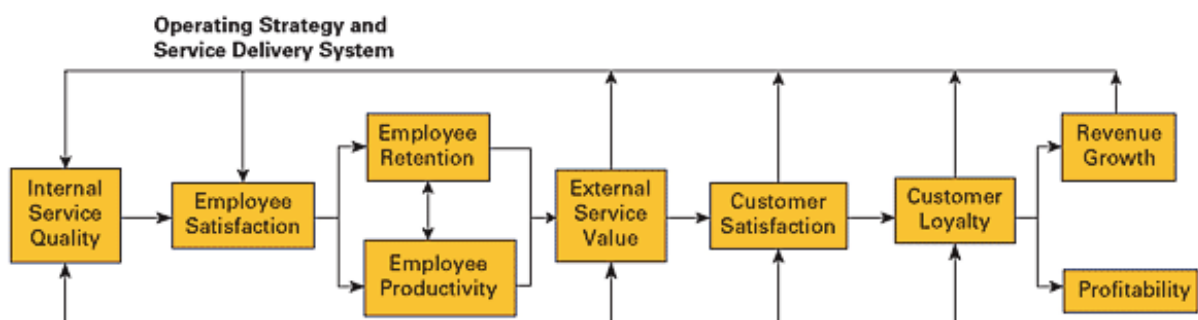 Operating Strategy and
Service Delivery System
Internal
Service
Quality
Employee
Satisfaction
Employee
Retention
Employee
Productivity
External
Service
Value
Customer
Satisfaction
Customer
Loyalty
Revenue
Growth
Profitability